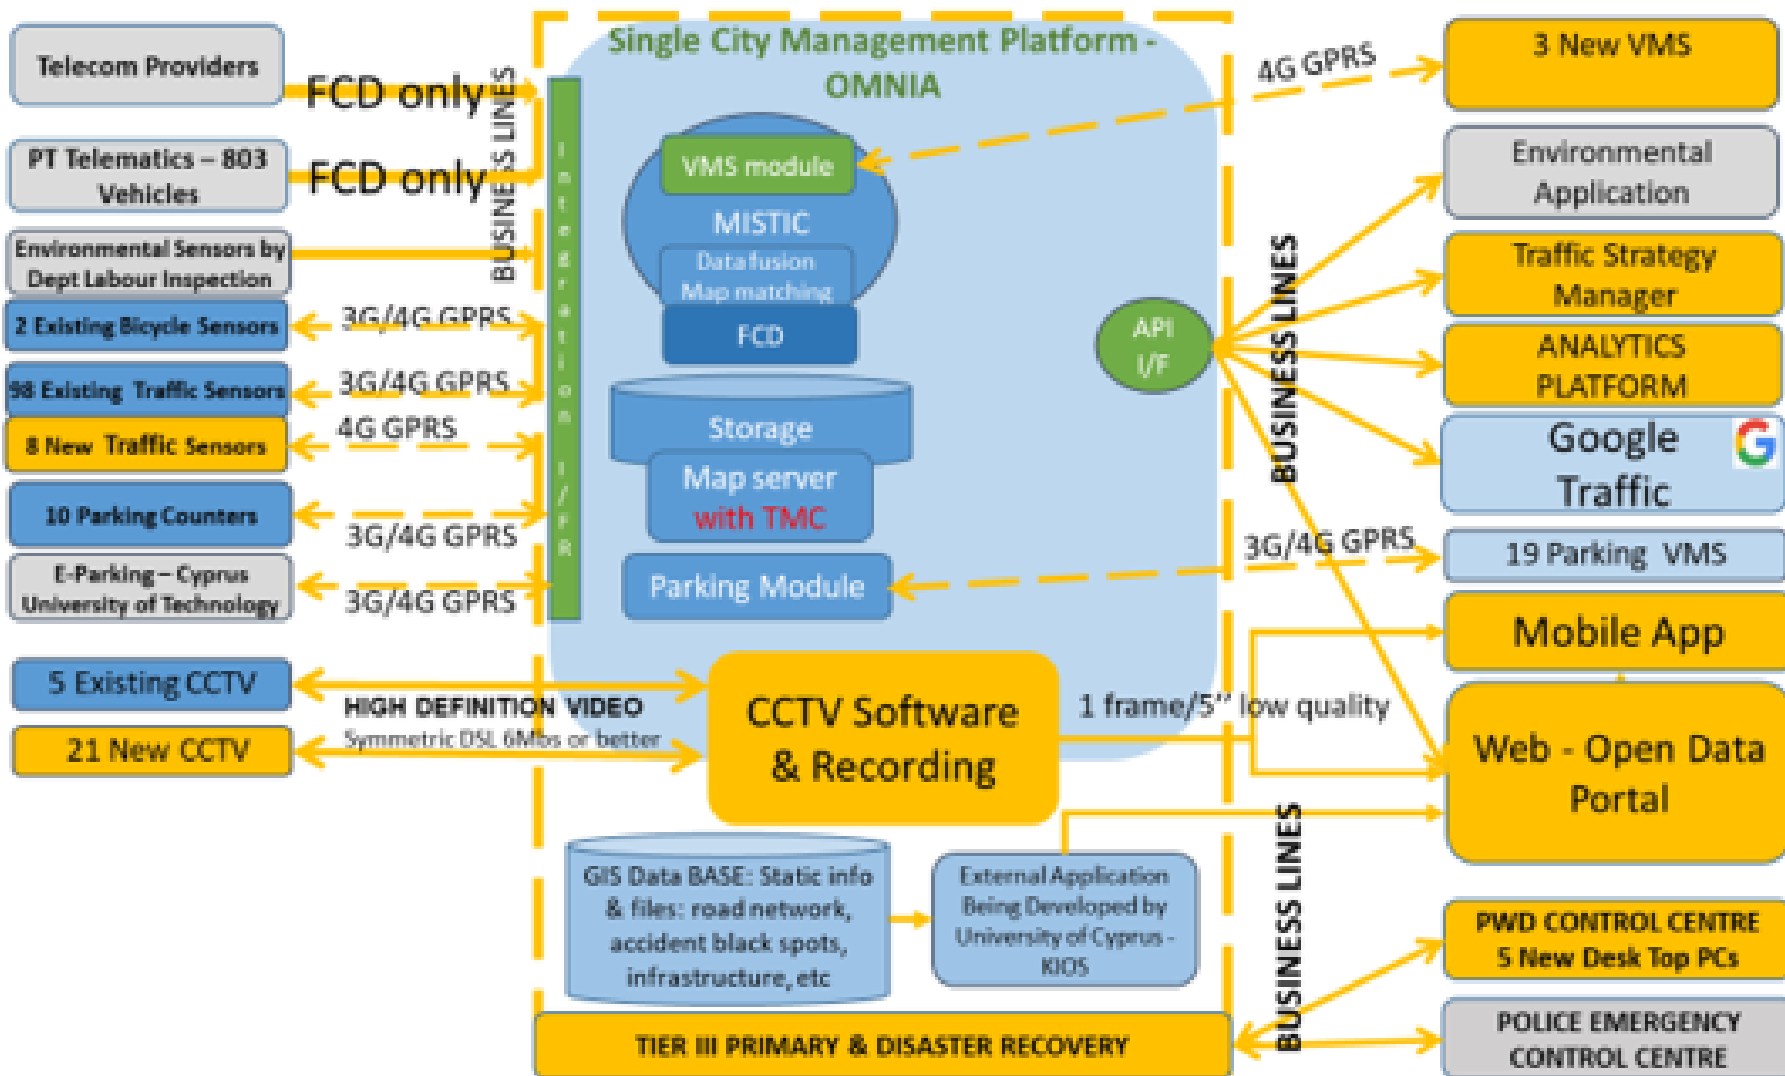 Telecom Providers
FCD only
PT Telematics – 803
Vehicles
FCD only
Environmental Sensors by
Dept Labour Inspection
2 Existing Bicycle Sensors
3G/4G GPRS
98 Existing Traffic Sensors
3G/4G GPRS
4G GPRS
8 New Traffic Sensors
10 Parking Counters
3G/4G GPRS
E-Parking – Cyprus
University of Technology
3G/4G GPRS
5 Existing CCTV
HIGH DEFINITION VIDEO
Symmetric DSL 6Mbs or better
21 New CCTV
BUSINESS LINES
Integration I/FR
Single City Management Platform -
OMNIA
VMS module
MISTIC
Data fusion
Map matching
FCD
Storage
Map server
with TMC
Parking Module
API
I/F
CCTV Software
& Recording
1 frame/5'' low quality
GIS Data BASE: Static info
& files: road network,
accident black spots,
infrastructure, etc
External Application
Being Developed by
University of Cyprus -
KIOS
TIER III PRIMARY & DISASTER RECOVERY
4G GPRS
BUSINESS LINES
3G/4G GPRS
BUSINESS LINES
3 New VMS
Environmental
Application
Traffic Strategy
Manager
ANALYTICS
PLATFORM
Google
Traffic
G
19 Parking VMS
Mobile App
Web - Open Data
Portal
PWD CONTROL CENTRE
5 New Desk Top PCs
POLICE EMERGENCY
CONTROL CENTRE